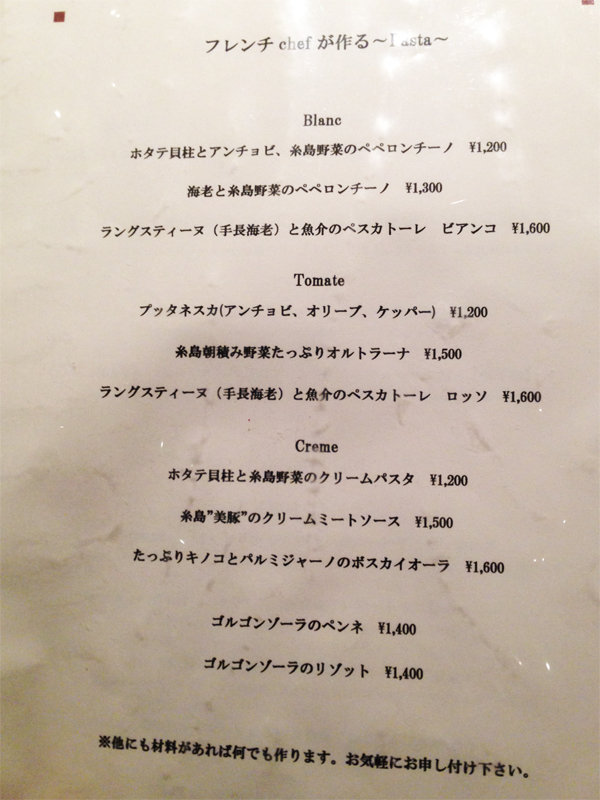 フレンチ chef が作る～Pasta～
Blanc
ホタテ貝柱とアンチョビ、糸島野菜のペペロンチーノ ¥1,200
海老と糸島野菜のペペロンチーノ ¥1,300
ラングスティーヌ（手長海老）と魚介のペスカトーレ ビアンコ ¥1,600
Tomate
プッタネスカ(アンチョビ、オリーブ、ケッパー) ¥1,200
糸島朝積み野菜たっぷりオルトラーナ ¥1,500
ラングスティーヌ（手長海老）と魚介のペスカトーレ ロッソ ¥1,600
Creme
ホタテ貝柱と糸島野菜のクリームパスタ ¥1,200
糸島”美豚”のクリームミートソース ¥1,500
たっぷりキノコとパルミジャーノのボスカイオーラ ¥1,600
ゴルゴンゾーラのペンネ ¥1,400
ゴルゴンゾーラのリゾット ¥1,400
※他にも材料があれば何でも作ります。お気軽にお申し付け下さい。